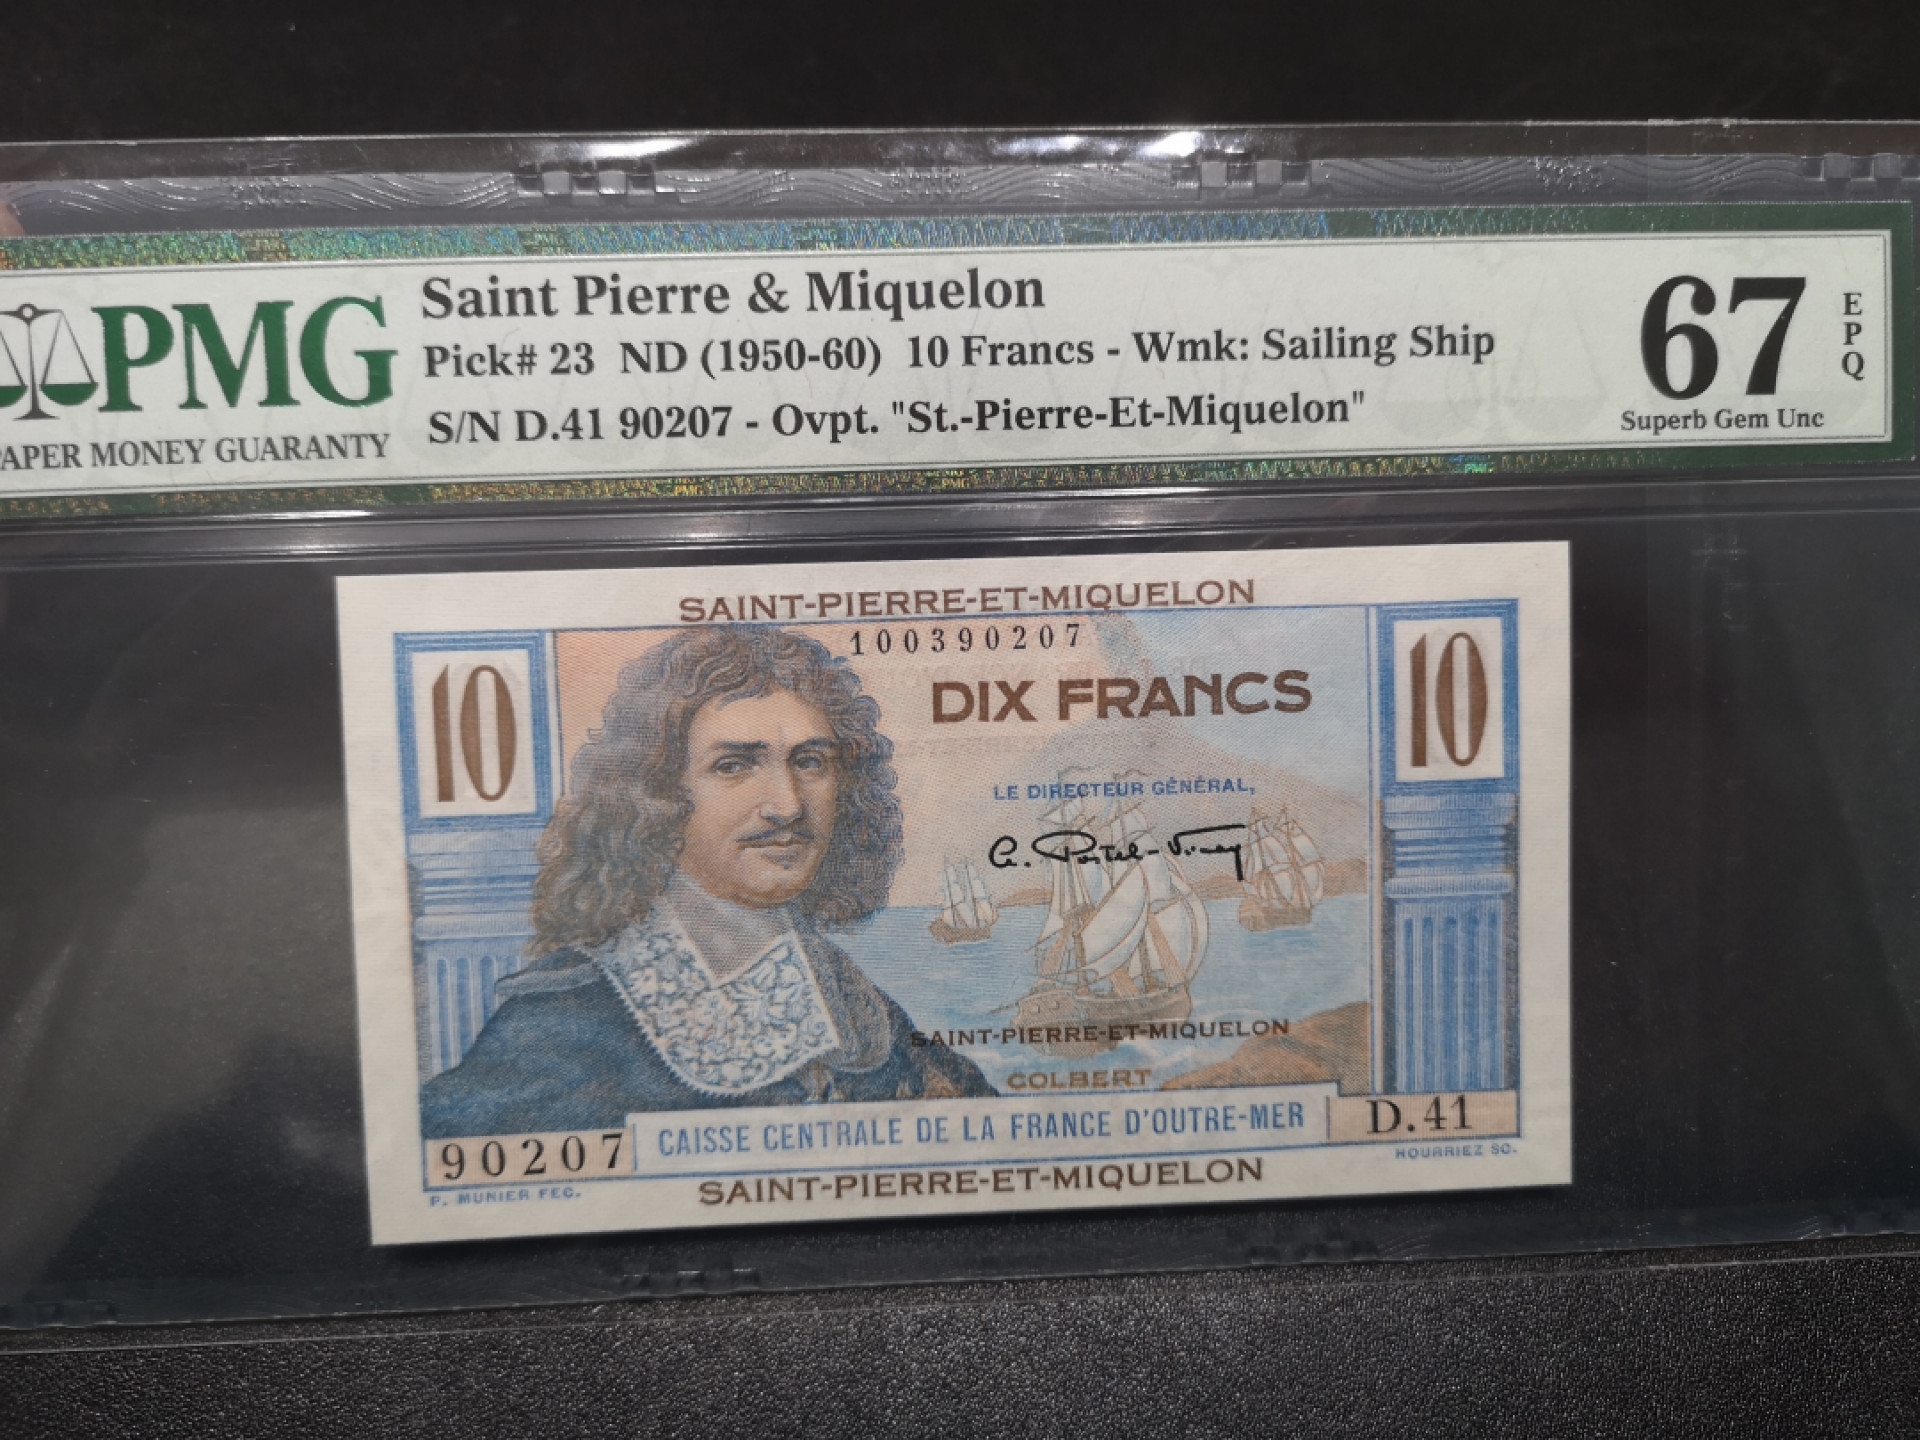 Saint Pierre & Miquelon
Pick# 23 ND (1950-60) 10 Francs - Wmk: Sailing Ship
S/N D.41 90207 - Ovpt. "St.-Pierre-Et-Miquelon"
PMG
PAPER MONEY GUARANTY
67
EPQ
Superb Gem Unc
SAINT-PIERRE-ET-MIQUELON
100390207
10
DIX FRANCS
10
LE DIRECTEUR GÉNÉRAL,
A. Postel-Vinay
SAINT-PIERRE-ET-MIQUELON
COLBERT
90207
CAISSE CENTRALE DE LA FRANCE D'OUTRE-MER
D.41
P. MUNIER FEC.
HOURRIEZ SC.
SAINT-PIERRE-ET-MIQUELON